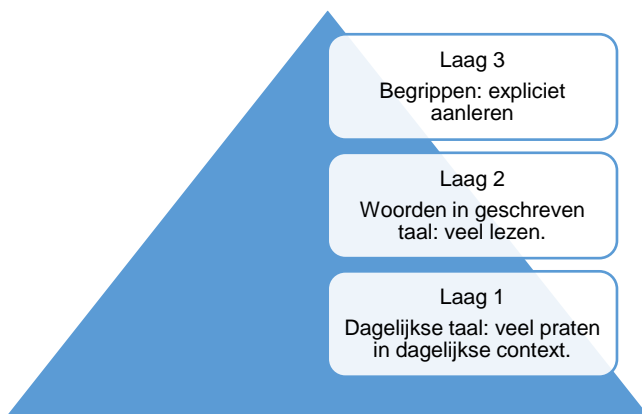 Laag 3
Begrippen: expliciet
aanleren
Laag 2
Woorden in geschreven
taal: veel lezen.
Laag 1
Dagelijkse taal: veel praten
in dagelijkse context.